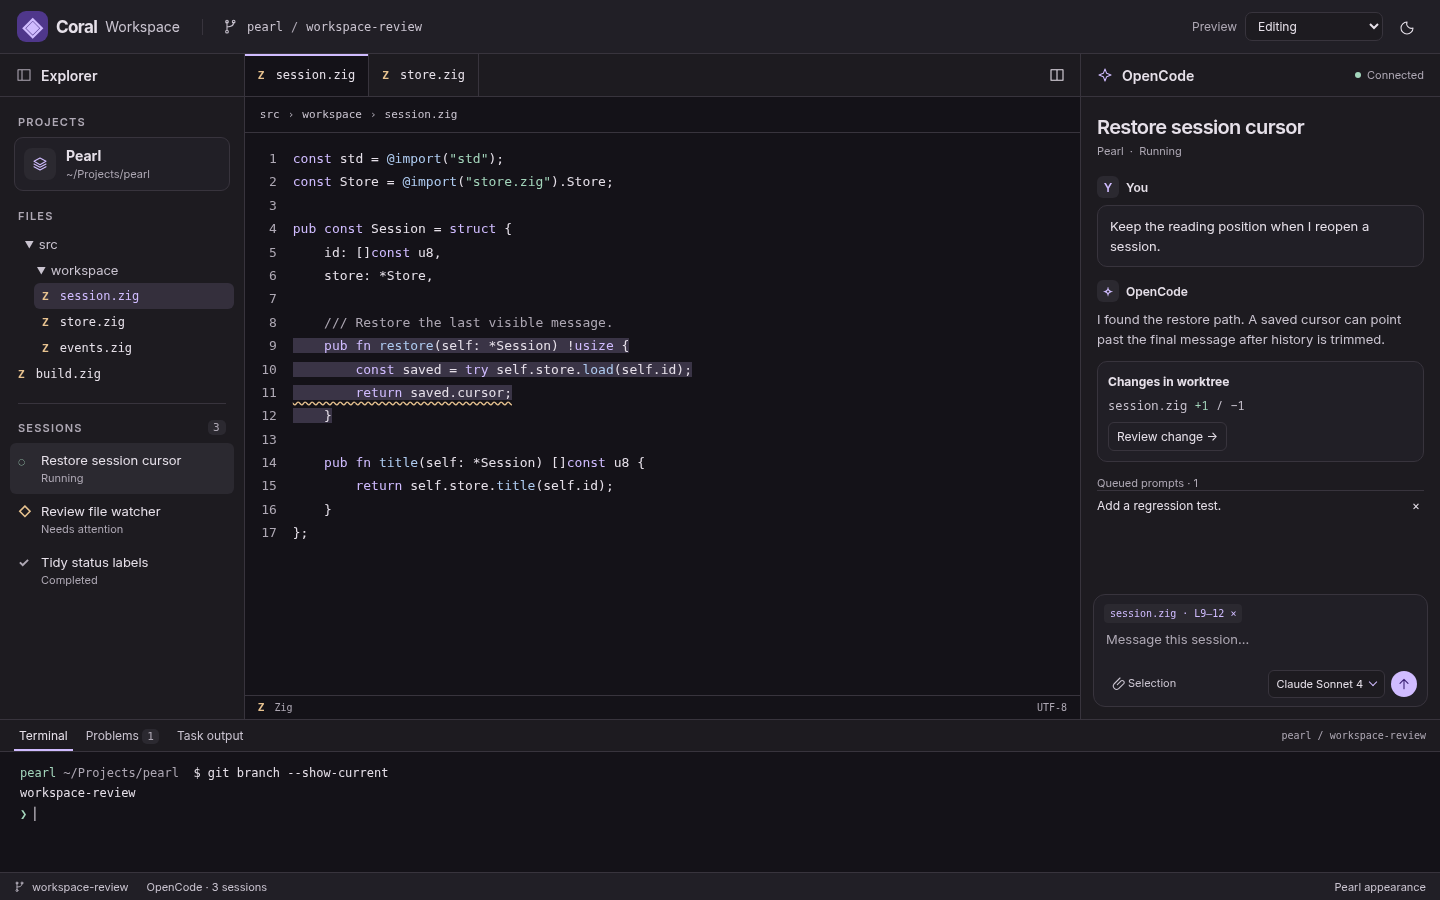 Coral Workspace
pearl / workspace-review
Preview Editing
Explorer
PROJECTS
Pearl
~/Projects/pearl
FILES
src
workspace
Z session.zig
Z store.zig
Z events.zig
Z build.zig
SESSIONS 3
Restore session cursor
Running
Review file watcher
Needs attention
Tidy status labels
Completed
Z session.zig
Z store.zig
src › workspace › session.zig
1 const std = @import("std");
2 const Store = @import("store.zig").Store;
3
4 pub const Session = struct {
5     id: []const u8,
6     store: *Store,
7
8     /// Restore the last visible message.
9     pub fn restore(self: *Session) !usize {
10         const saved = try self.store.load(self.id);
11         return saved.cursor;
12     }
13
14     pub fn title(self: *Session) []const u8 {
15         return self.store.title(self.id);
16     }
17 };
Z Zig
UTF-8
OpenCode
Connected
Restore session cursor
Pearl · Running
Y You
Keep the reading position when I reopen a
session.
OpenCode
I found the restore path. A saved cursor can point
past the final message after history is trimmed.
Changes in worktree
session.zig +1 / −1
Review change →
Queued prompts · 1
Add a regression test. ×
session.zig · L9–12 ×
Message this session...
Selection
Claude Sonnet 4
Terminal
Problems 1
Task output
pearl / workspace-review
pearl ~/Projects/pearl $ git branch --show-current
workspace-review
❯
workspace-review
OpenCode · 3 sessions
Pearl appearance